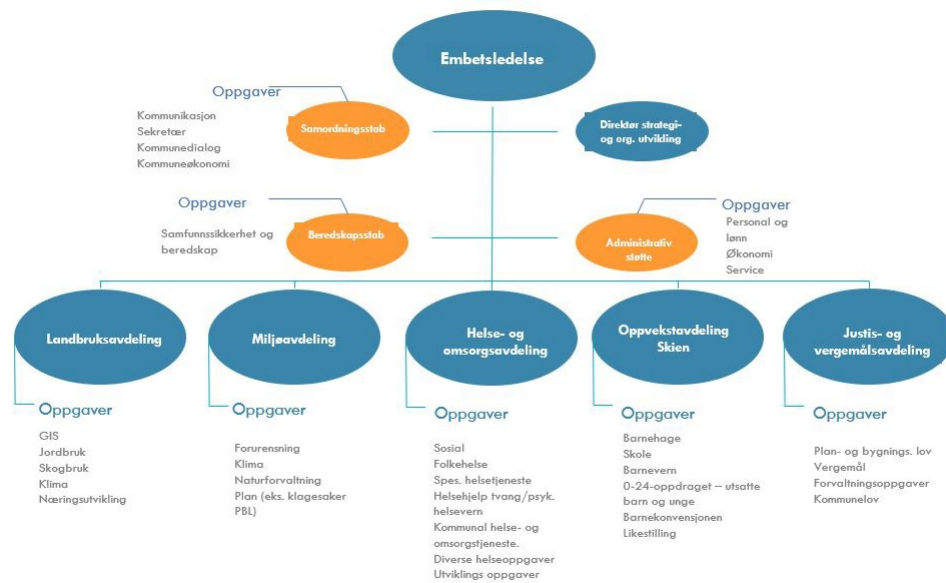 Embetsledelse
Oppgaver
Kommunikasjon
Sekretær
Kommunedialog
Kommuneøkonomi
Samordningsstab
Direktør strategi-
og org. utvikling
Oppgaver
Samfunnssikkerhet og
beredskap
Beredskapsstab
Administrativ
støtte
Oppgaver
Personal og
lønn
Økonomi
Service
Landbruksavdeling
Miljøavdeling
Helse- og
omsorgsavdeling
Oppvekstavdeling
Skien
Justis- og
vergemålsavdeling
Oppgaver
GIS
Jordbruk
Skogbruk
Klima
Næringsutvikling
Oppgaver
Forurensning
Klima
Naturforvaltning
Plan (eks. klagesaker
PBL)
Oppgaver
Sosial
Folkehelse
Spes. helsetjeneste
Helsehjelp tvang/psyk.
helsevern
Kommunal helse- og
omsorgstjeneste.
Diverse helseoppgaver
Utviklings oppgaver
Oppgaver
Barnehage
Skole
Barnevern
0-24-oppdraget – utsatte
barn og unge
Barnekonvensjonen
Likestilling
Oppgaver
Plan- og bygnings. lov
Vergemål
Forvaltningsoppgaver
Kommunelov